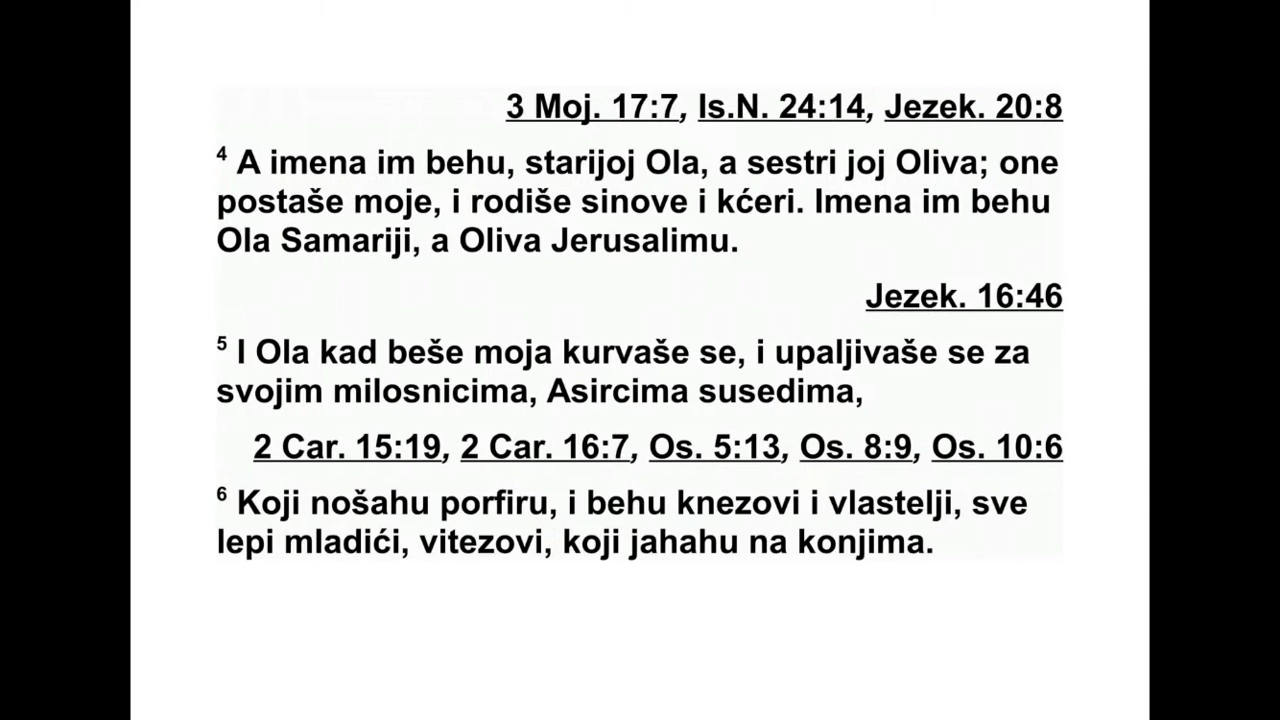 3 Moj. 17:7, Is.N. 24:14, Jezek. 20:8
4 A imena im behu, starijoj Ola, a sestri joj Oliva; one
postaše moje, i rodiše sinove i kćeri. Imena im behu
Ola Samariji, a Oliva Jerusalimu.
Jezek. 16:46
5 I Ola kad beše moja kurvaše se, i upaljivaše se za
svojim milosnicima, Asircima susedima,
2 Car. 15:19, 2 Car. 16:7, Os. 5:13, Os. 8:9, Os. 10:6
6 Koji nošahu porfiru, i behu knezovi i vlastelji, sve
lepi mladići, vitezovi, koji jahahu na konjima.